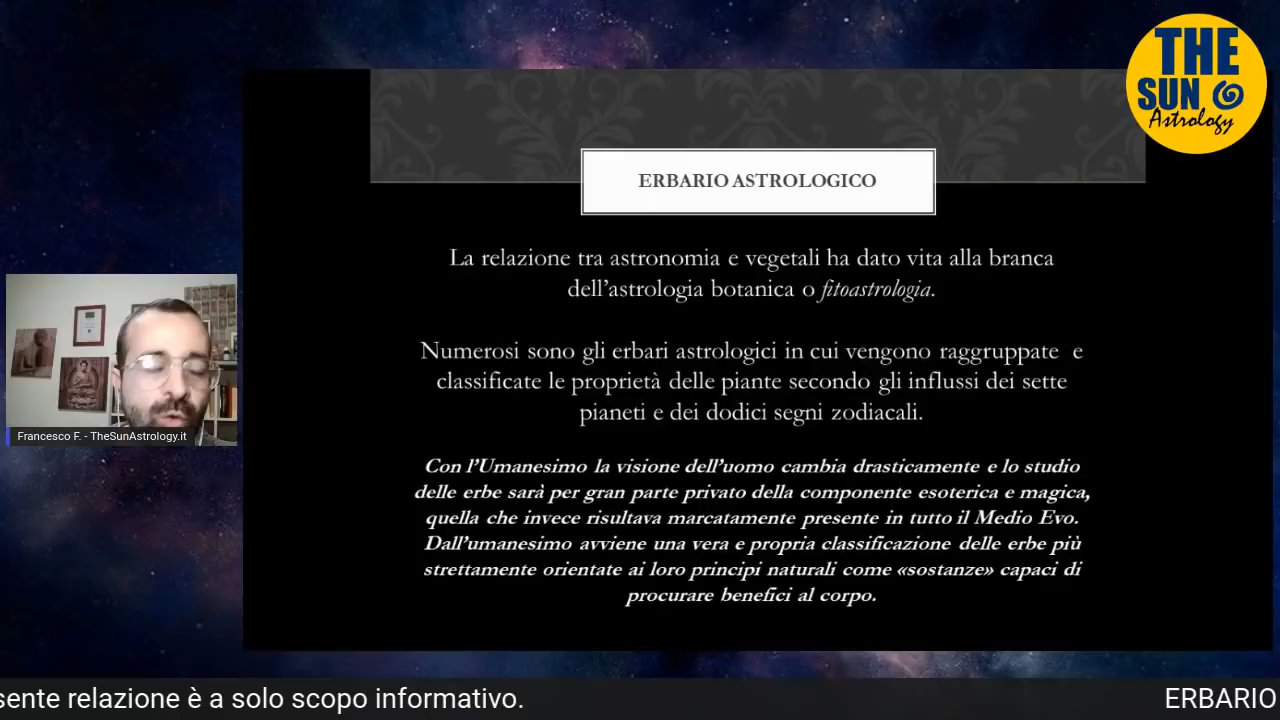 THE
SUN
Astrology
ERBARIO ASTROLOGICO
La relazione tra astronomia e vegetali ha dato vita alla branca
dell'astrologia botanica o fitoastrologia.
Numerosi sono gli erbari astrologici in cui vengono raggruppate e
classificate le proprietà delle piante secondo gli influssi dei sette
pianeti e dei dodici segni zodiacali.
Con l'Umanesimo la visione dell'uomo cambia drasticamente e lo studio
delle erbe sarà per gran parte privato della componente esoterica e magica,
quella che invece risultava marcatamente presente in tutto il Medio Evo.
Dall'umanesimo avviene una vera e propria classificazione delle erbe più
strettamente orientate ai loro principi naturali come «sostanze» capaci di
procurare benefici al corpo.
Francesco F. - TheSunAstrology.it
sente relazione è a solo scopo informativo.
ERBARIO